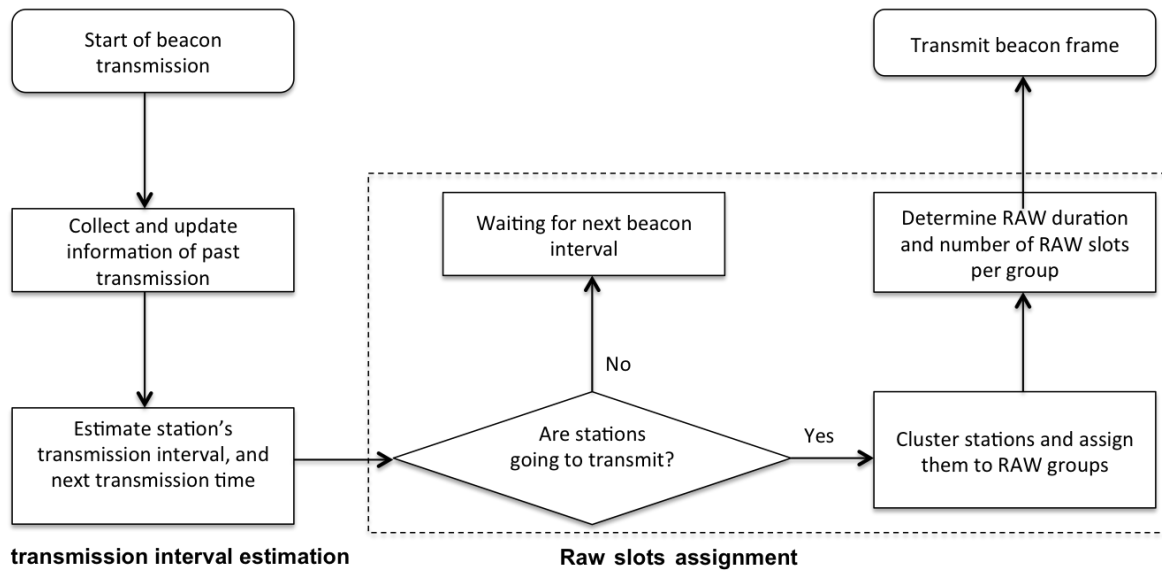 Start of beacon
transmission
Collect and update
information of past
transmission
Estimate station’s
transmission interval, and
next transmission time
transmission interval estimation
Are stations
going to transmit?
No
Waiting for next beacon
interval
Yes
Cluster stations and assign
them to RAW groups
Determine RAW duration
and number of RAW slots
per group
Transmit beacon frame
Raw slots assignment